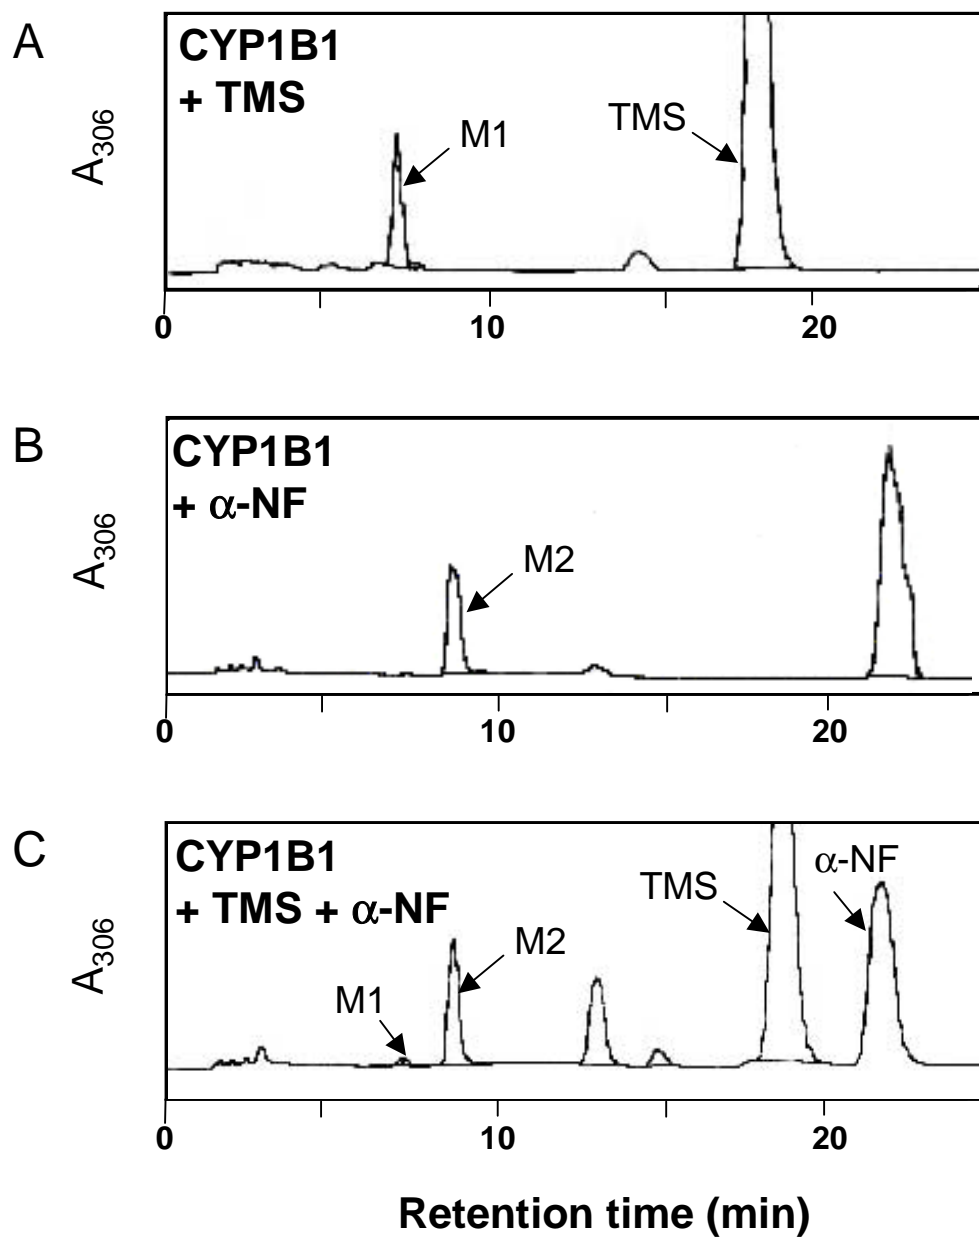 A
CYP1B1
+ TMS
M1
TMS
A306
0 10 20
B
CYP1B1
+ α-NF
M2
A306
0 10 20
C
CYP1B1
+ TMS + α-NF
M1
M2
TMS
α-NF
A306
0 10 20
Retention time (min)